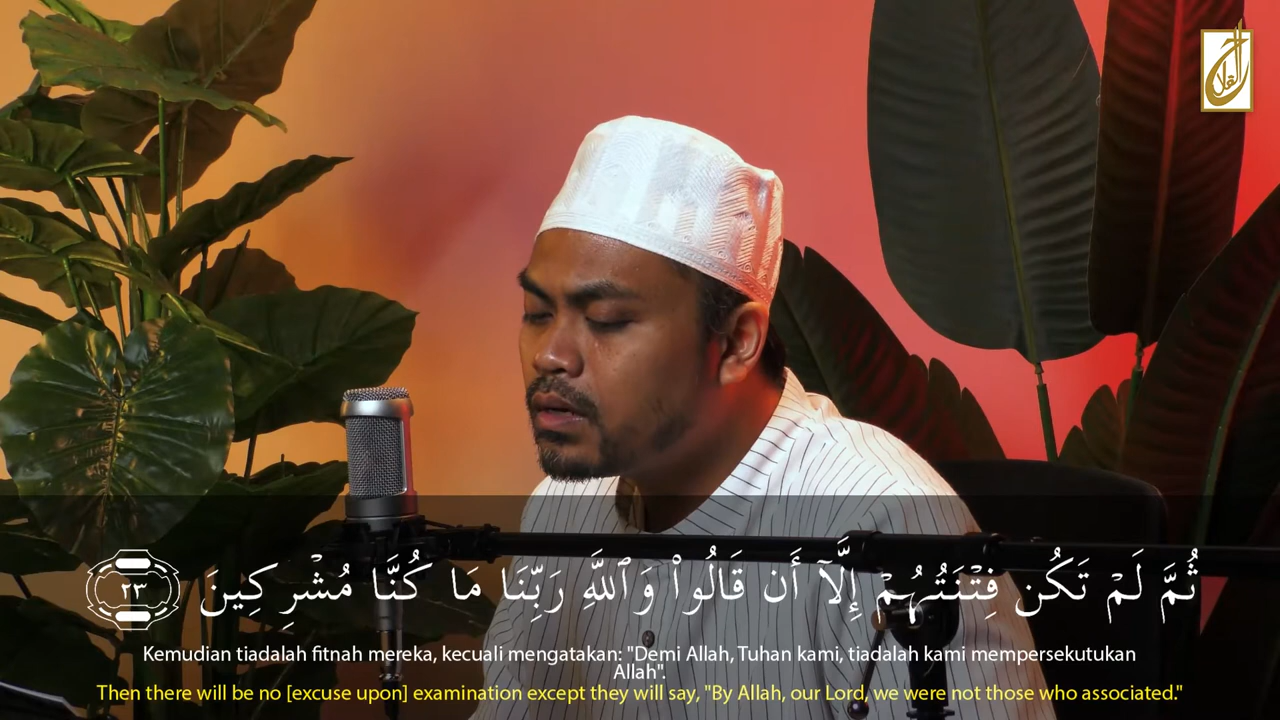 ثُمَّ لَمْ تَكُن فِتْنَتُهُمْ إِلَّآ أَن قَالُوا۟ وَٱللَّهِ رَبِّنَا مَا كُنَّا مُشْرِكِينَ ٢٣
Kemudian tiadalah fitnah mereka, kecuali mengatakan: "Demi Allah, Tuhan kami, tiadalah kami mempersekutukan
Allah".
Then there will be no [excuse upon] examination except they will say, "By Allah, our Lord, we were not those who associated."